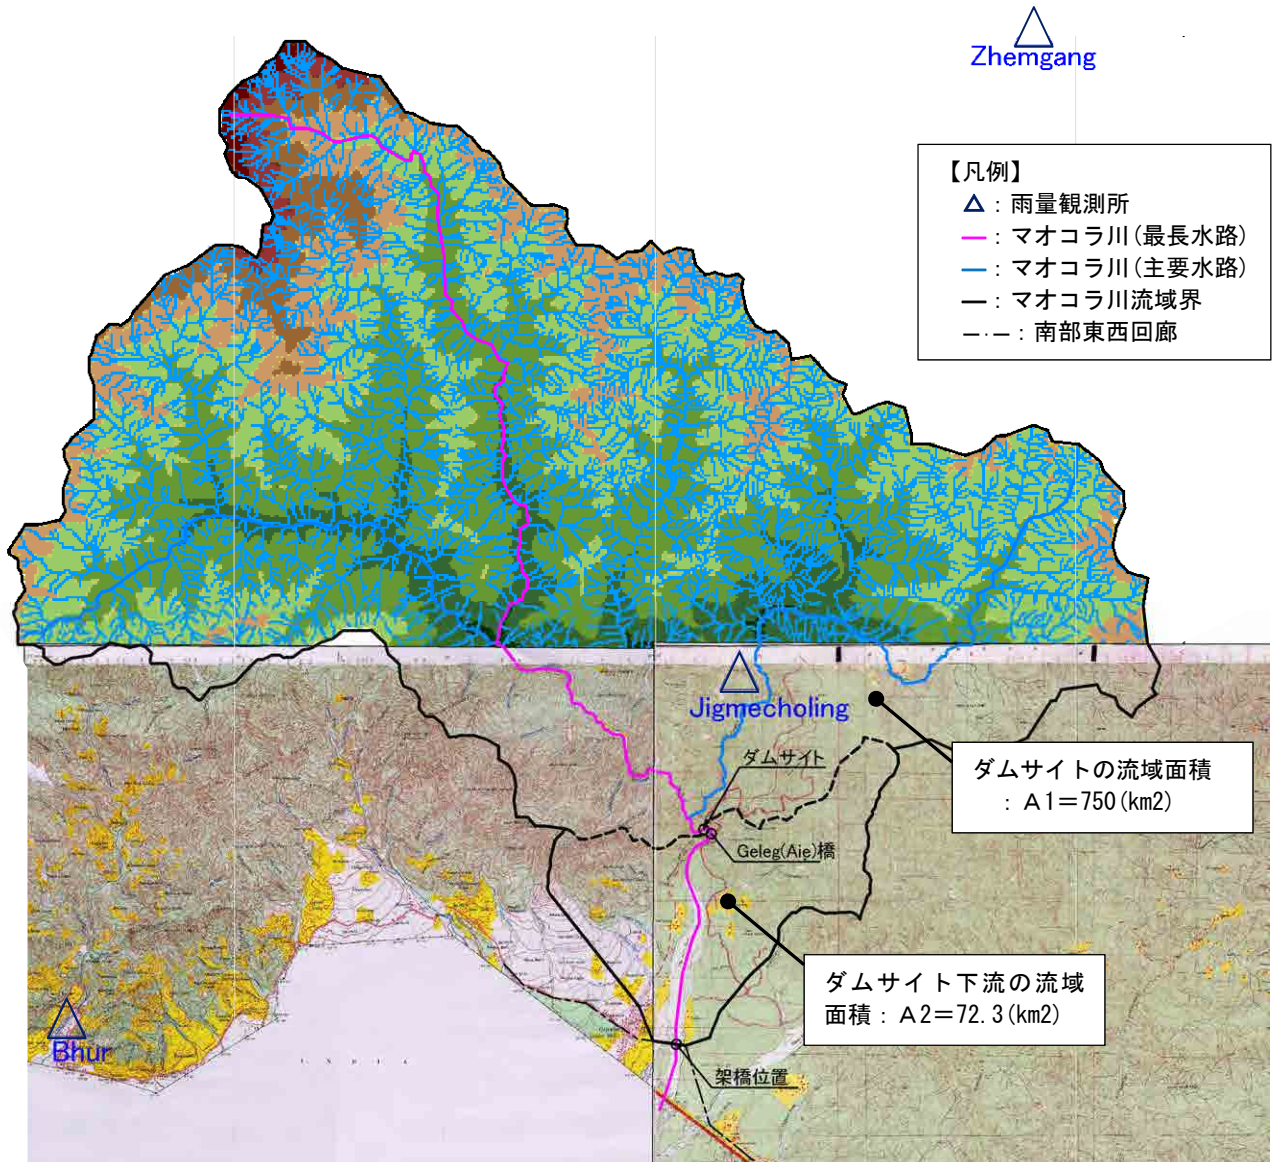 Zhemgang
【凡例】
△ : 雨量観測所
— : マオコラ川(最長水路)
— : マオコラ川(主要水路)
— : マオコラ川流域界
—·— : 南部東西回廊
Jigmecholing
ダムサイト
ダムサイトの流域面積
: A1=750(km2)
Geleg(Aie)橋
ダムサイト下流の流域
面積: A2=72.3(km2)
Bhur
I N D I A
架橋位置